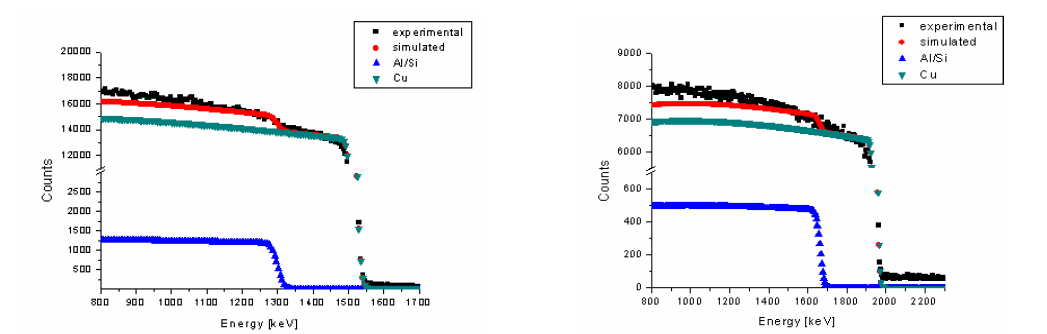 experimental
simulated
Al/Si
Cu
20000
18000
16000
14000
12000
2500
2000
1500
1000
500
Counts
800 900 1000 1100 1200 1300 1400 1500 1600 1700
Energy [keV]
experimental
simulated
Al/Si
Cu
9000
8000
7000
6000
600
400
200
0
Counts
800 1000 1200 1400 1600 1800 2000 2200
Energy [keV]